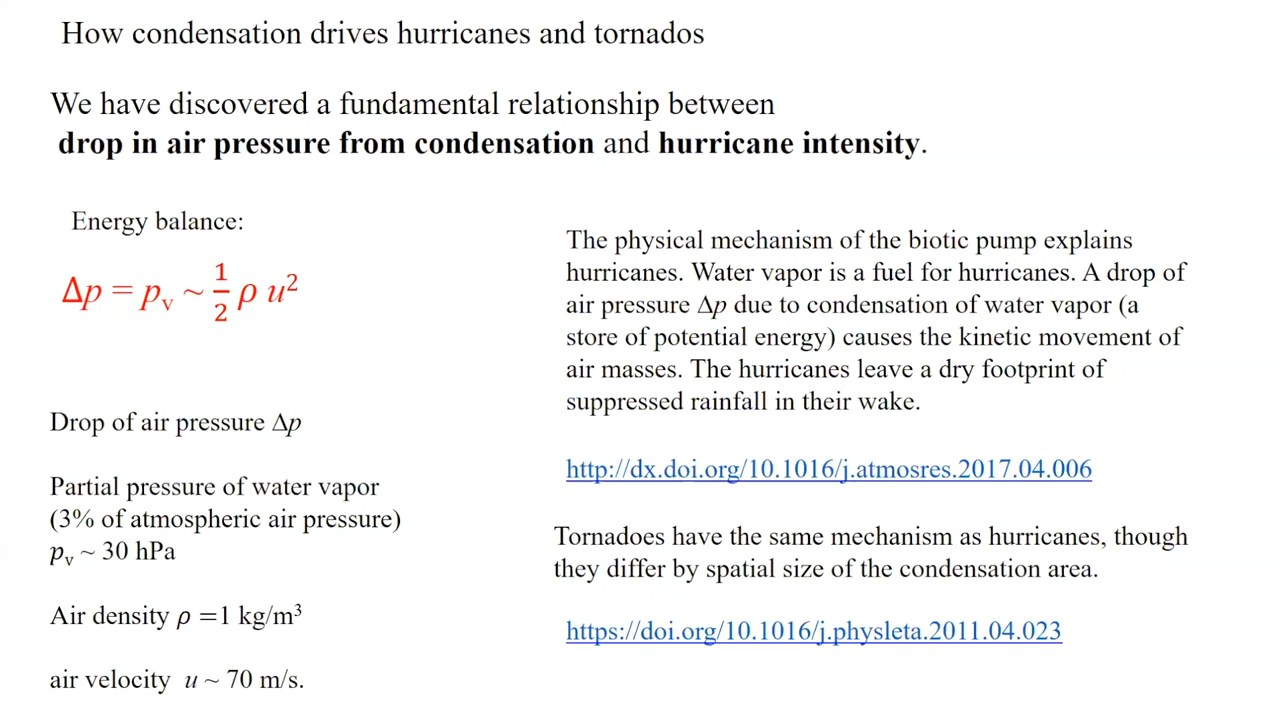 How condensation drives hurricanes and tornados
We have discovered a fundamental relationship between
drop in air pressure from condensation and hurricane intensity.
Energy balance:
Δp = pᵥ ~ 1/2 ρ u²
Drop of air pressure Δp
Partial pressure of water vapor
(3% of atmospheric air pressure)
pᵥ ~ 30 hPa
Air density ρ =1 kg/m³
air velocity u ~ 70 m/s.
The physical mechanism of the biotic pump explains
hurricanes. Water vapor is a fuel for hurricanes. A drop of
air pressure Δp due to condensation of water vapor (a
store of potential energy) causes the kinetic movement of
air masses. The hurricanes leave a dry footprint of
suppressed rainfall in their wake.
http://dx.doi.org/10.1016/j.atmosres.2017.04.006
Tornadoes have the same mechanism as hurricanes, though
they differ by spatial size of the condensation area.
https://doi.org/10.1016/j.physleta.2011.04.023